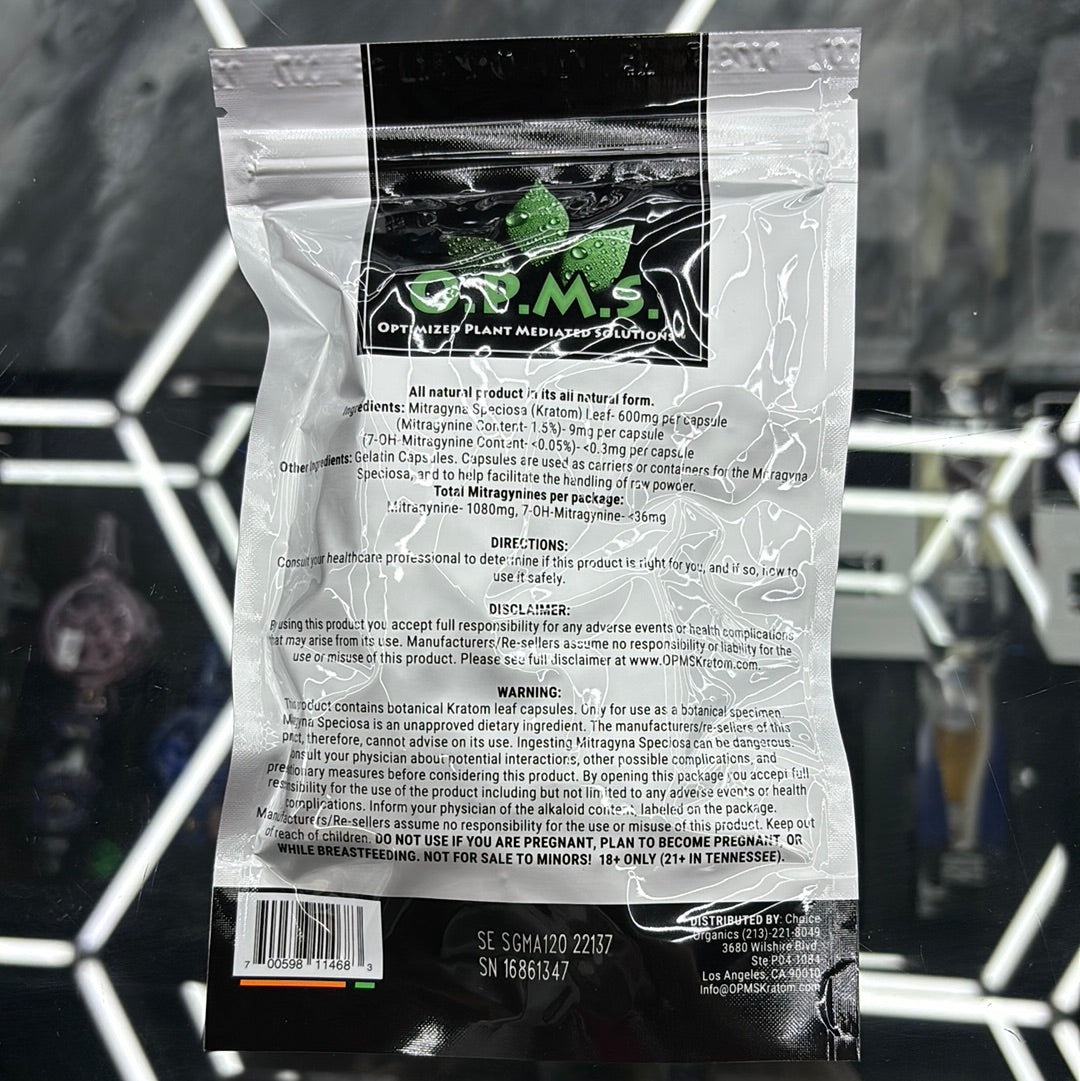 O.P.M.S.
OPTIMIZED PLANT MEDIATED SOLUTIONS
All natural product in its all natural form.
Ingredients: Mitragyna Speciosa (Kratom) Leaf- 600mg per capsule
(Mitragynine Content- 1.5%)- 9mg per capsule
(7-OH-Mitragynine Content- <0.05%)- <0.3mg per capsule
Other Ingredients: Gelatin Capsules. Capsules are used as carriers or containers for the Mitragyna
Speciosa, and to help facilitate the handling of raw powder.
Total Mitragynines per package:
Mitragynine- 1080mg, 7-OH-Mitragynine- <36mg
DIRECTIONS:
Consult your healthcare professional to determine if this product is right for you, and if so, how to
use it safely.
DISCLAIMER:
By using this product you accept full responsibility for any adverse events or health complications
that may arise from its use. Manufacturers/Re-sellers assume no responsibility or liability for the
use or misuse of this product. Please see full disclaimer at www.OPMSKratom.com.
WARNING:
This product contains botanical Kratom leaf capsules. Only for use as a botanical specimen.
Speciosa is an unapproved dietary ingredient. The manufacturers/re-sellers of this
therefore, cannot advise on its use. Ingesting Mitragyna Speciosa can be dangerous.
Consult your physician about potential interactions, other possible complications, and
measures before considering this product. By opening this package you accept full
for the use of the product including but not limited to any adverse events or health
complications. Inform your physician of the alkaloid content, labeled on the package.
Manufacturers/Re-sellers assume no responsibility for the use or misuse of this product. Keep out
of reach of children. DO NOT USE IF YOU ARE PREGNANT, PLAN TO BECOME PREGNANT, OR
WHILE BREASTFEEDING. NOT FOR SALE TO MINORS! 18+ ONLY (21+ IN TENNESSEE).
7 00598 11468 3
SE SGMA120 22137
SN 16861347
DISTRIBUTED BY: Choice
Organics (213)-221-8049
3680 Wilshire Blvd
Ste P04-1084
Los Angeles, CA 90010
Info@OPMSKratom.com